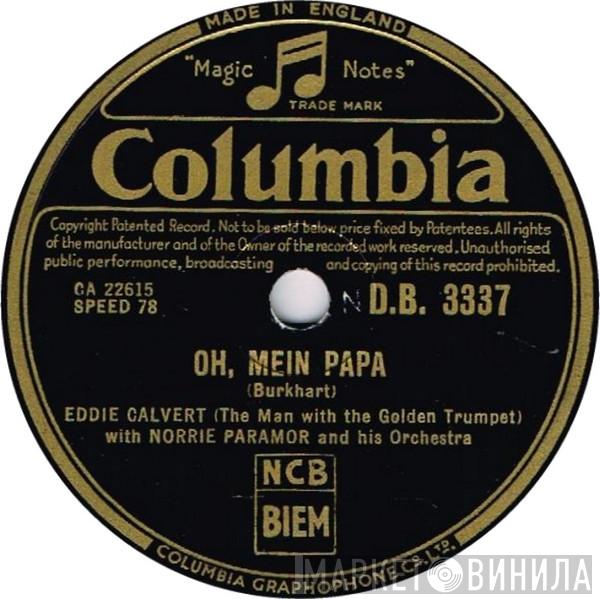 MADE IN ENGLAND
"Magic Notes"
TRADE MARK
Columbia
Copyright Patented Record. Not to be sold below price fixed by Patentees. All rights
of the manufacturer and of the Owner of the recorded work reserved. Unauthorised
public performance, broadcasting and copying of this record prohibited.
CA 22615
SPEED 78
N D.B. 3337
OH, MEIN PAPA
(Burkhart)
EDDIE CALVERT (The Man with the Golden Trumpet)
with NORRIE PARAMOR and his Orchestra
NCB
BIEM
COLUMBIA GRAPHOPHONE CO. LTD.
МАРКЕТ ВИНИЛА